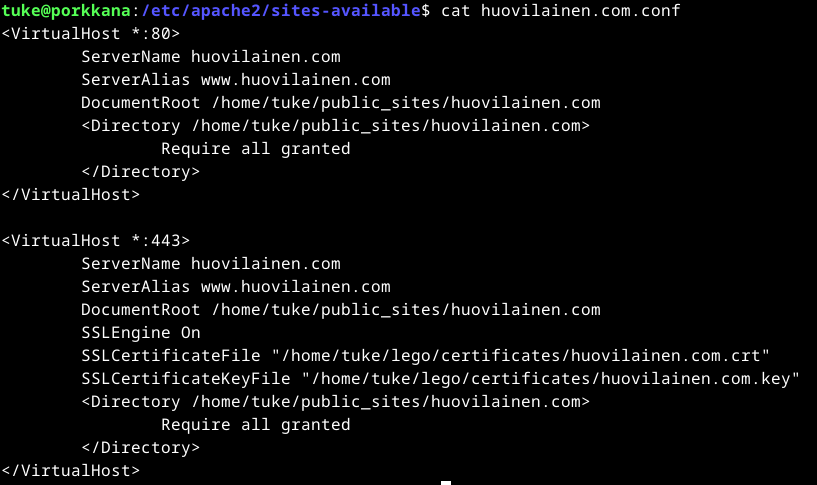 tuke@porkkana:/etc/apache2/sites-available$ cat huovilainen.com.conf
<VirtualHost *:80>
        ServerName huovilainen.com
        ServerAlias www.huovilainen.com
        DocumentRoot /home/tuke/public_sites/huovilainen.com
        <Directory /home/tuke/public_sites/huovilainen.com>
                Require all granted
        </Directory>
</VirtualHost>

<VirtualHost *:443>
        ServerName huovilainen.com
        ServerAlias www.huovilainen.com
        DocumentRoot /home/tuke/public_sites/huovilainen.com
        SSLEngine On
        SSLCertificateFile "/home/tuke/lego/certificates/huovilainen.com.crt"
        SSLCertificateKeyFile "/home/tuke/lego/certificates/huovilainen.com.key"
        <Directory /home/tuke/public_sites/huovilainen.com>
                Require all granted
        </Directory>
</VirtualHost>